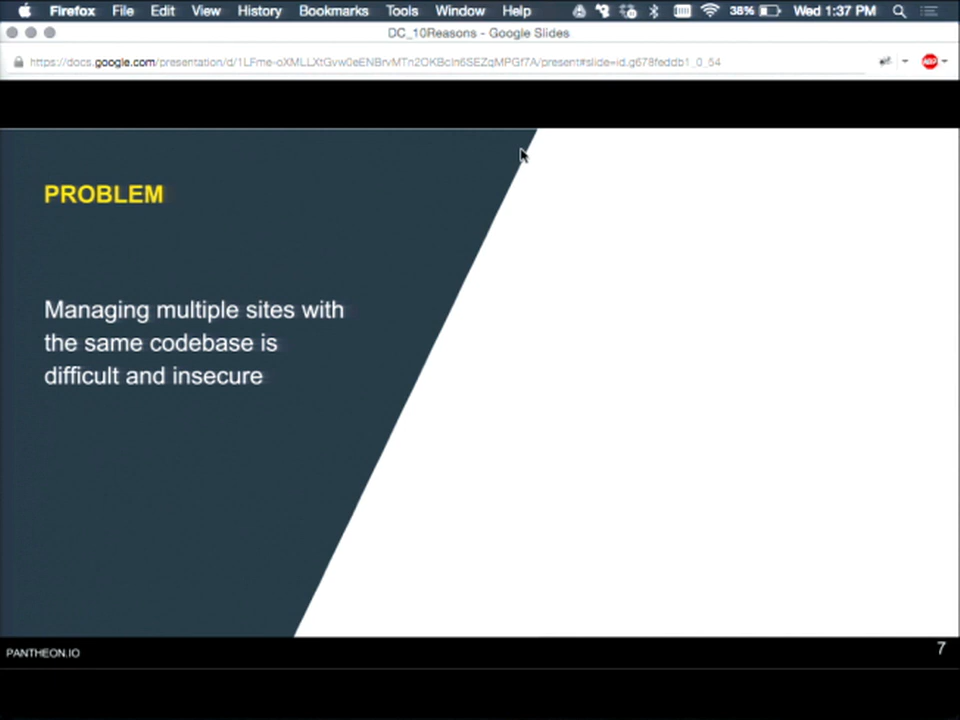 Firefox File Edit View History Bookmarks Tools Window Help 38% Wed 1:37 PM
DC_10Reasons - Google Slides
PROBLEM
Managing multiple sites with
the same codebase is
difficult and insecure
PANTHEON.IO
7